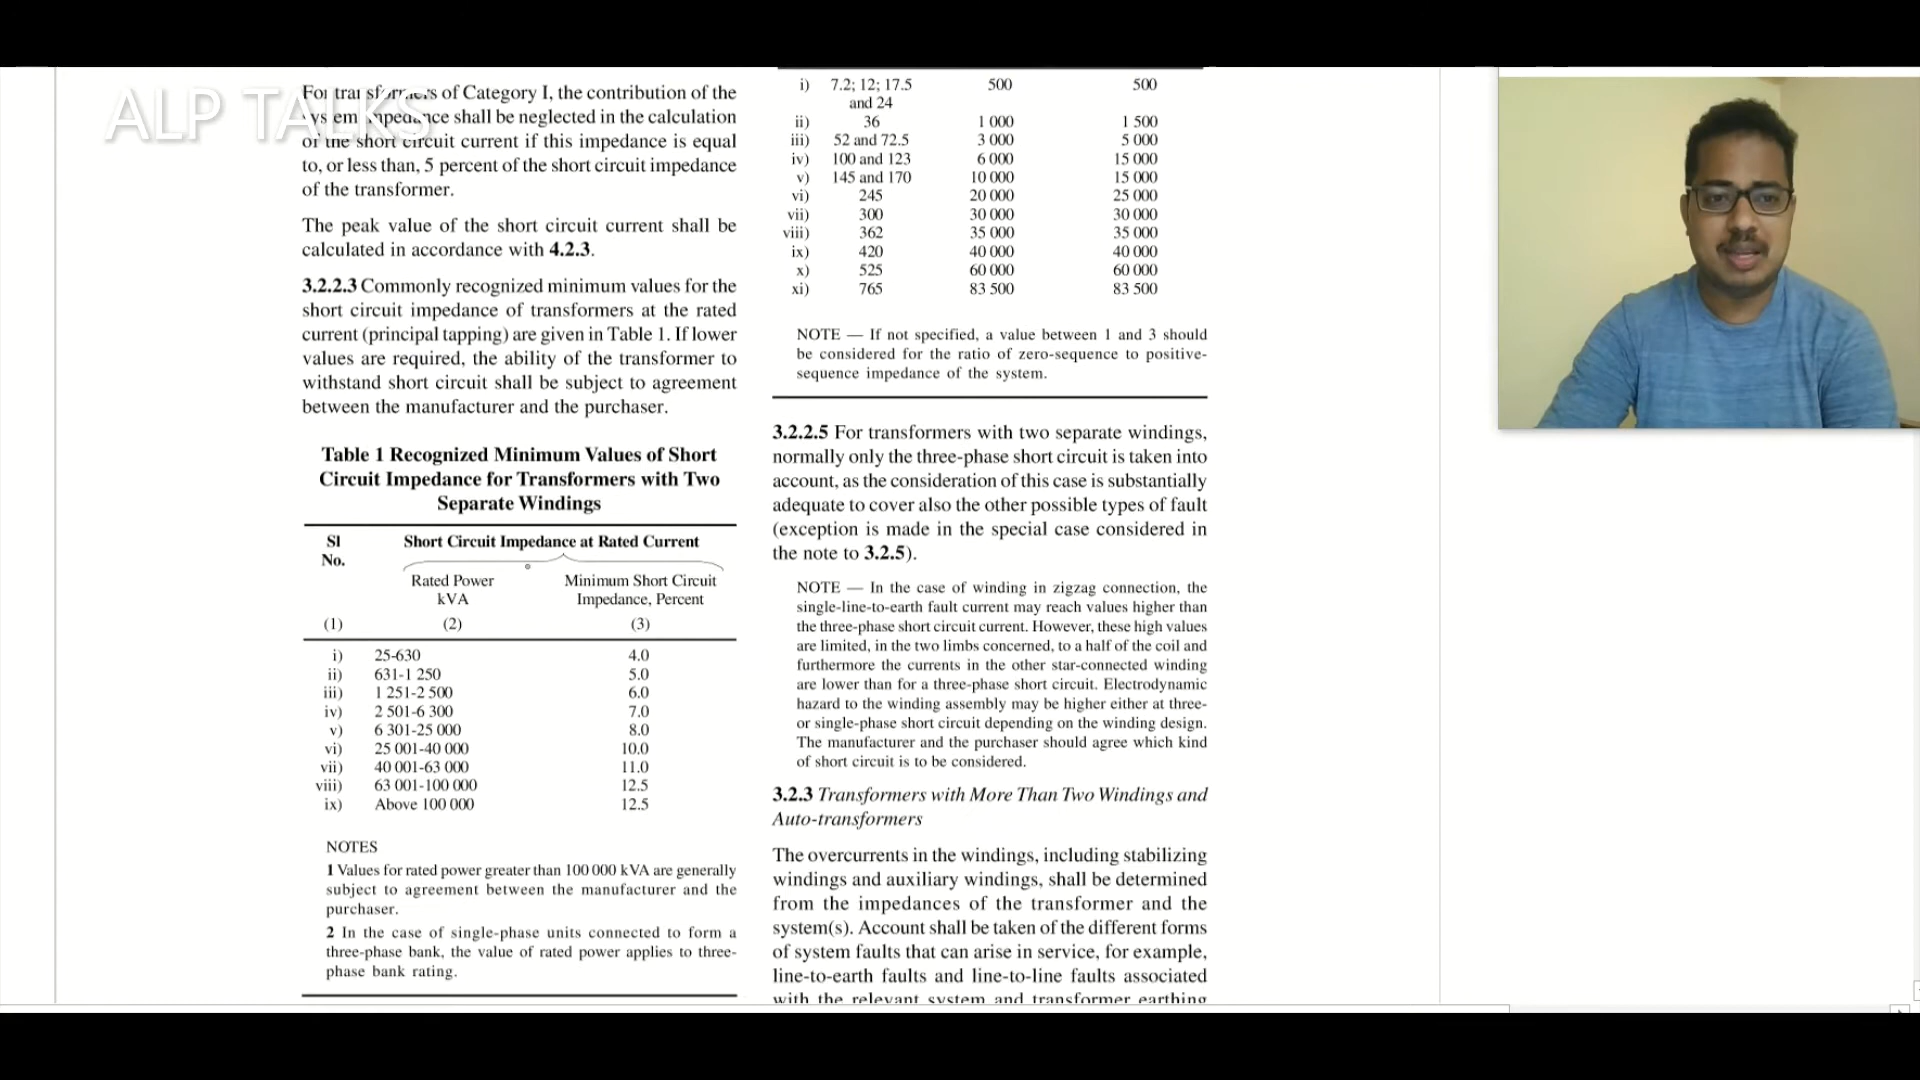 ALP TALKS
For transformers of Category I, the contribution of the
system impedance shall be neglected in the calculation
of the short circuit current if this impedance is equal
to, or less than, 5 percent of the short circuit impedance
of the transformer.
The peak value of the short circuit current shall be
calculated in accordance with 4.2.3.
3.2.2.3 Commonly recognized minimum values for the
short circuit impedance of transformers at the rated
current (principal tapping) are given in Table 1. If lower
values are required, the ability of the transformer to
withstand short circuit shall be subject to agreement
between the manufacturer and the purchaser.
Table 1 Recognized Minimum Values of Short
Circuit Impedance for Transformers with Two
Separate Windings
Sl Short Circuit Impedance at Rated Current
No.
Rated Power Minimum Short Circuit
kVA Impedance, Percent
(1) (2) (3)
i) 25-630 4.0
ii) 631-1 250 5.0
iii) 1 251-2 500 6.0
iv) 2 501-6 300 7.0
v) 6 301-25 000 8.0
vi) 25 001-40 000 10.0
vii) 40 001-63 000 11.0
viii) 63 001-100 000 12.5
ix) Above 100 000 12.5
NOTES
1 Values for rated power greater than 100 000 kVA are generally
subject to agreement between the manufacturer and the
purchaser.
2 In the case of single-phase units connected to form a
three-phase bank, the value of rated power applies to three-
phase bank rating.
i) 7.2; 12; 17.5 500 500
and 24
ii) 36 1 000 1 500
iii) 52 and 72.5 3 000 5 000
iv) 100 and 123 6 000 15 000
v) 145 and 170 10 000 15 000
vi) 245 20 000 25 000
vii) 300 30 000 30 000
viii) 362 35 000 35 000
ix) 420 40 000 40 000
x) 525 60 000 60 000
xi) 765 83 500 83 500
NOTE — If not specified, a value between 1 and 3 should
be considered for the ratio of zero-sequence to positive-
sequence impedance of the system.
3.2.2.5 For transformers with two separate windings,
normally only the three-phase short circuit is taken into
account, as the consideration of this case is substantially
adequate to cover also the other possible types of fault
(exception is made in the special case considered in
the note to 3.2.5).
NOTE — In the case of winding in zigzag connection, the
single-line-to-earth fault current may reach values higher than
the three-phase short circuit current. However, these high values
are limited, in the two limbs concerned, to a half of the coil and
furthermore the currents in the other star-connected winding
are lower than for a three-phase short circuit. Electrodynamic
hazard to the winding assembly may be higher either at three-
or single-phase short circuit depending on the winding design.
The manufacturer and the purchaser should agree which kind
of short circuit is to be considered.
3.2.3 Transformers with More Than Two Windings and
Auto-transformers
The overcurrents in the windings, including stabilizing
windings and auxiliary windings, shall be determined
from the impedances of the transformer and the
system(s). Account shall be taken of the different forms
of system faults that can arise in service, for example,
line-to-earth faults and line-to-line faults associated
with the relevant system and transformer earthing